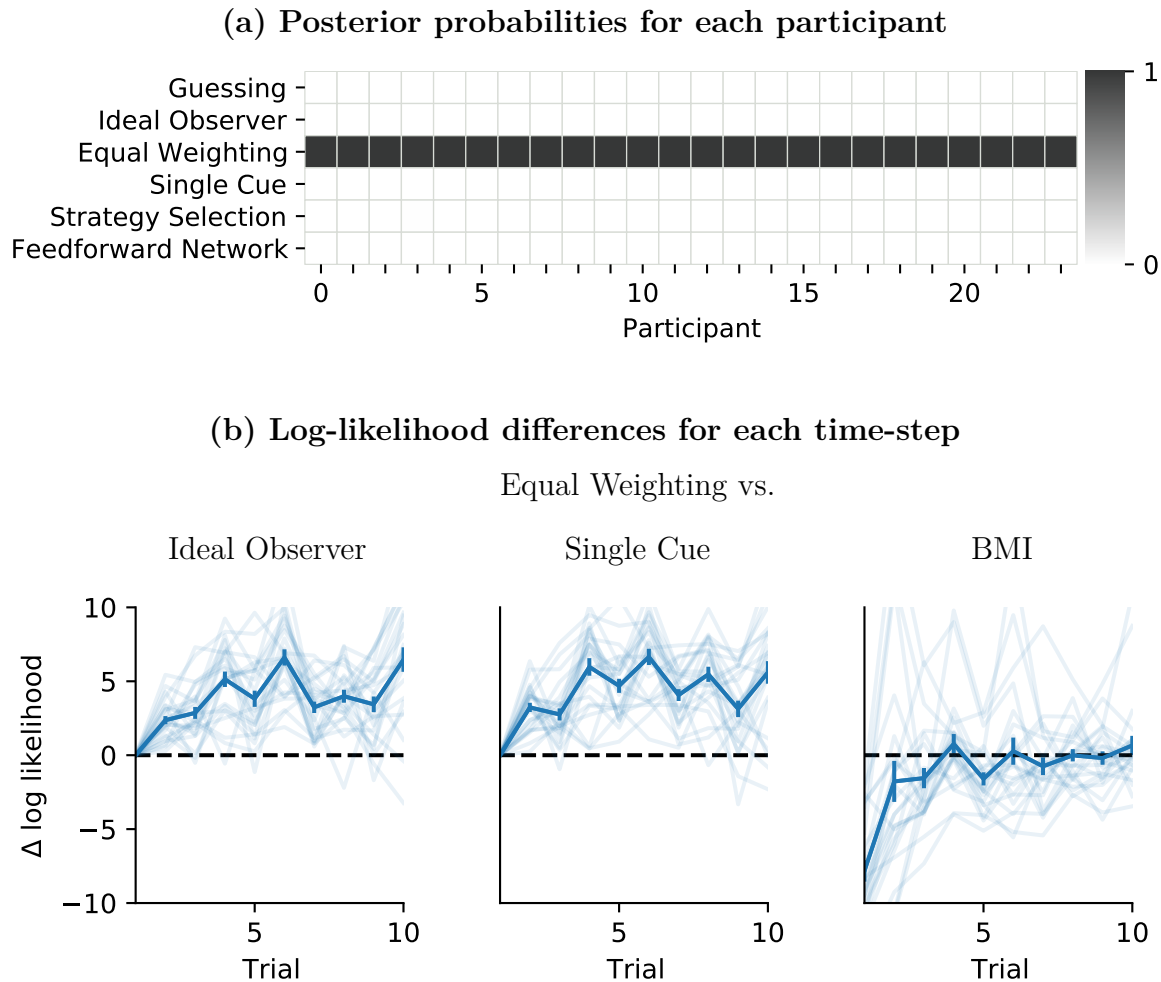 (a) Posterior probabilities for each participant
Guessing
Ideal Observer
Equal Weighting
Single Cue
Strategy Selection
Feedforward Network
1
0
0 5 10 15 20
Participant
(b) Log-likelihood differences for each time-step
Equal Weighting vs.
Ideal Observer Single Cue BMI
Δ log likelihood
10
5
0
−5
−10
5 10 5 10 5 10
Trial Trial Trial